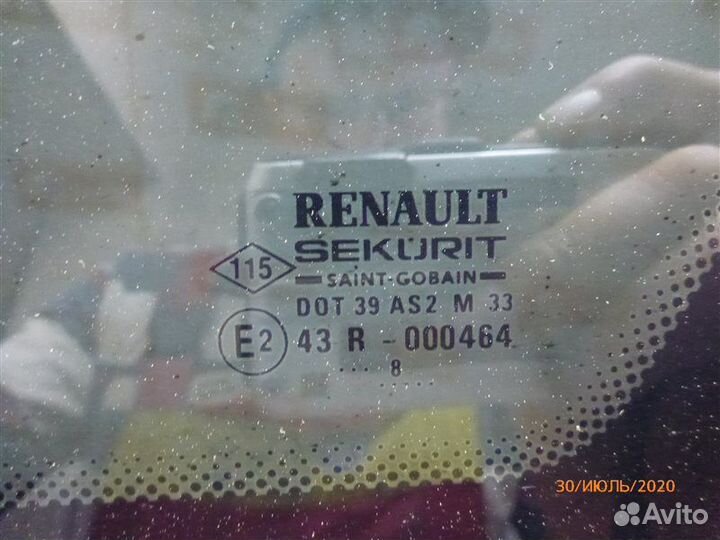 RENAULT
SEKURIT
SAINT-GOBAIN
115
DOT 39 AS2 M 33
E2
43 R - 000464
... 8
.....
30/ИЮЛЬ/2020
Avito